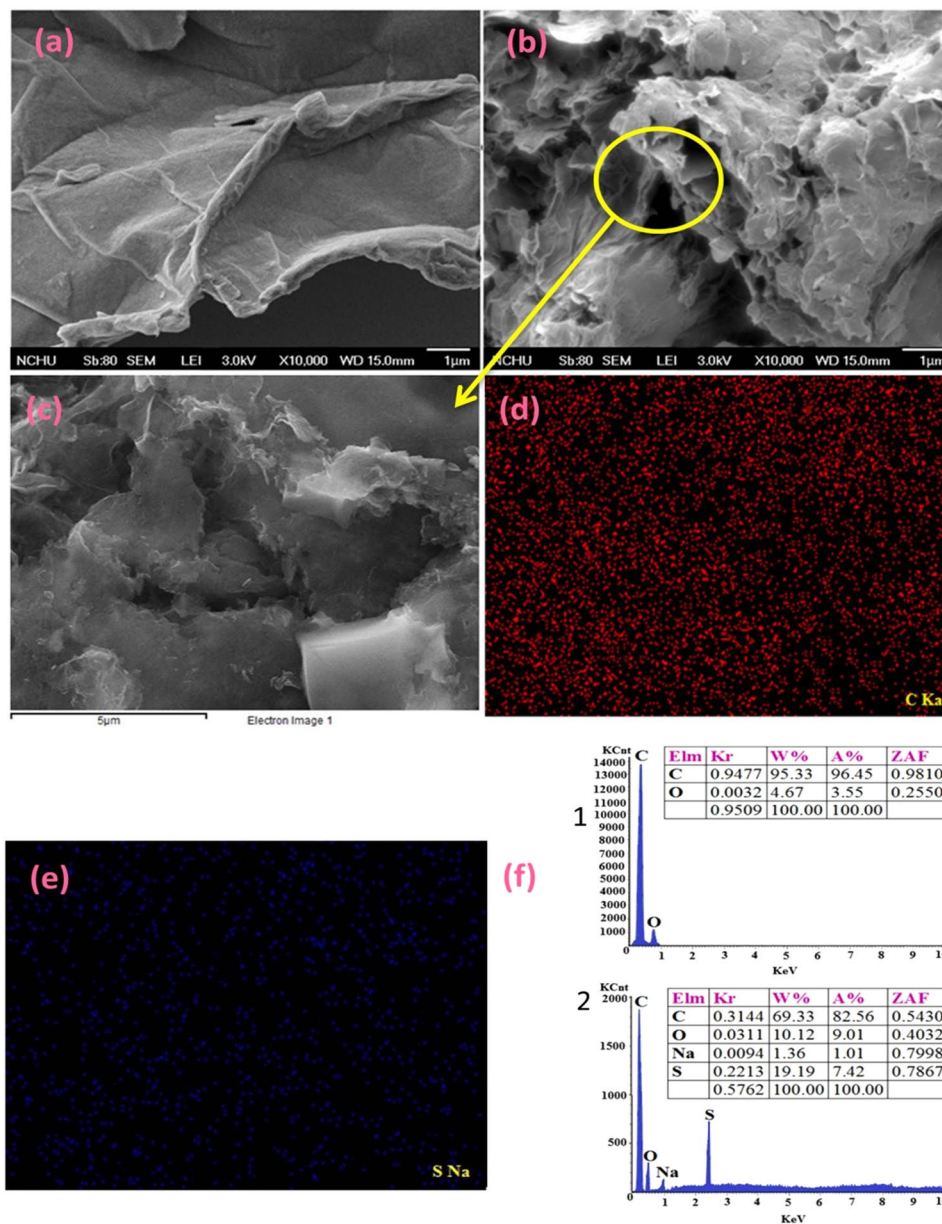 (a)
NCHU Sb:80 SEM LEI 3.0kV X10,000 WD 15.0mm 1µm
(b)
NCHU Sb:80 SEM LEI 3.0kV X10,000 WD 15.0mm 1µm
(c)
5µm Electron Image 1
(d)
C Ka
(e)
S Na
(f)
1
KCnt
14000
13000
12000
11000
10000
9000
8000
7000
6000
5000
4000
3000
2000
1000
0 1 2 3 4 5 6 7 8 9 10
KeV
C
O
Elm Kr W% A% ZAF
C 0.9477 95.33 96.45 0.9810
O 0.0032 4.67 3.55 0.2550
0.9509 100.00 100.00
2
KCnt
2000
1500
1000
500
0 1 2 3 4 5 6 7 8 9 10
KeV
C
O
Na
S
Elm Kr W% A% ZAF
C 0.3144 69.33 82.56 0.5430
O 0.0311 10.12 9.01 0.4032
Na 0.0094 1.36 1.01 0.7998
S 0.2213 19.19 7.42 0.7867
0.5762 100.00 100.00